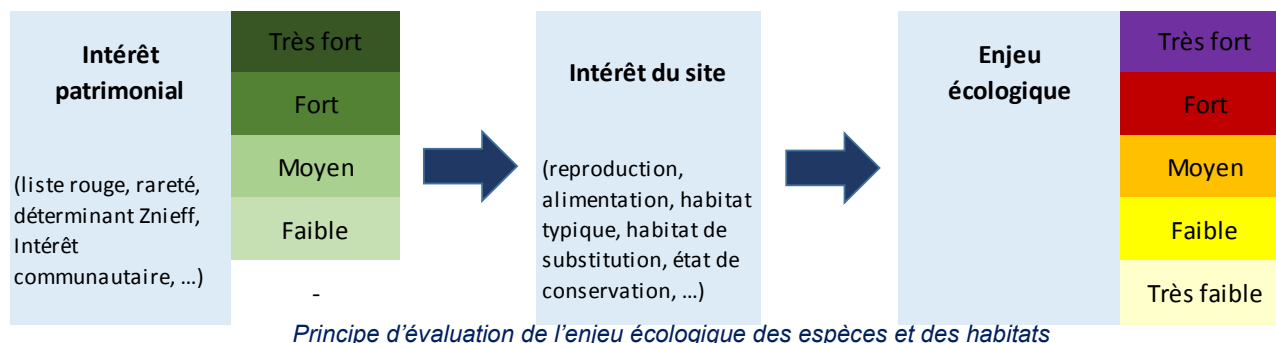 Intérêt
patrimonial
(liste rouge, rareté,
déterminant Znieff,
Intérêt
communautaire, ...)
Très fort
Fort
Moyen
Faible
-
Intérêt du site
(reproduction,
alimentation, habitat
typique, habitat de
substitution, état de
conservation, ...)
Enjeu
écologique
Très fort
Fort
Moyen
Faible
Très faible
Principe d'évaluation de l'enjeu écologique des espèces et des habitats